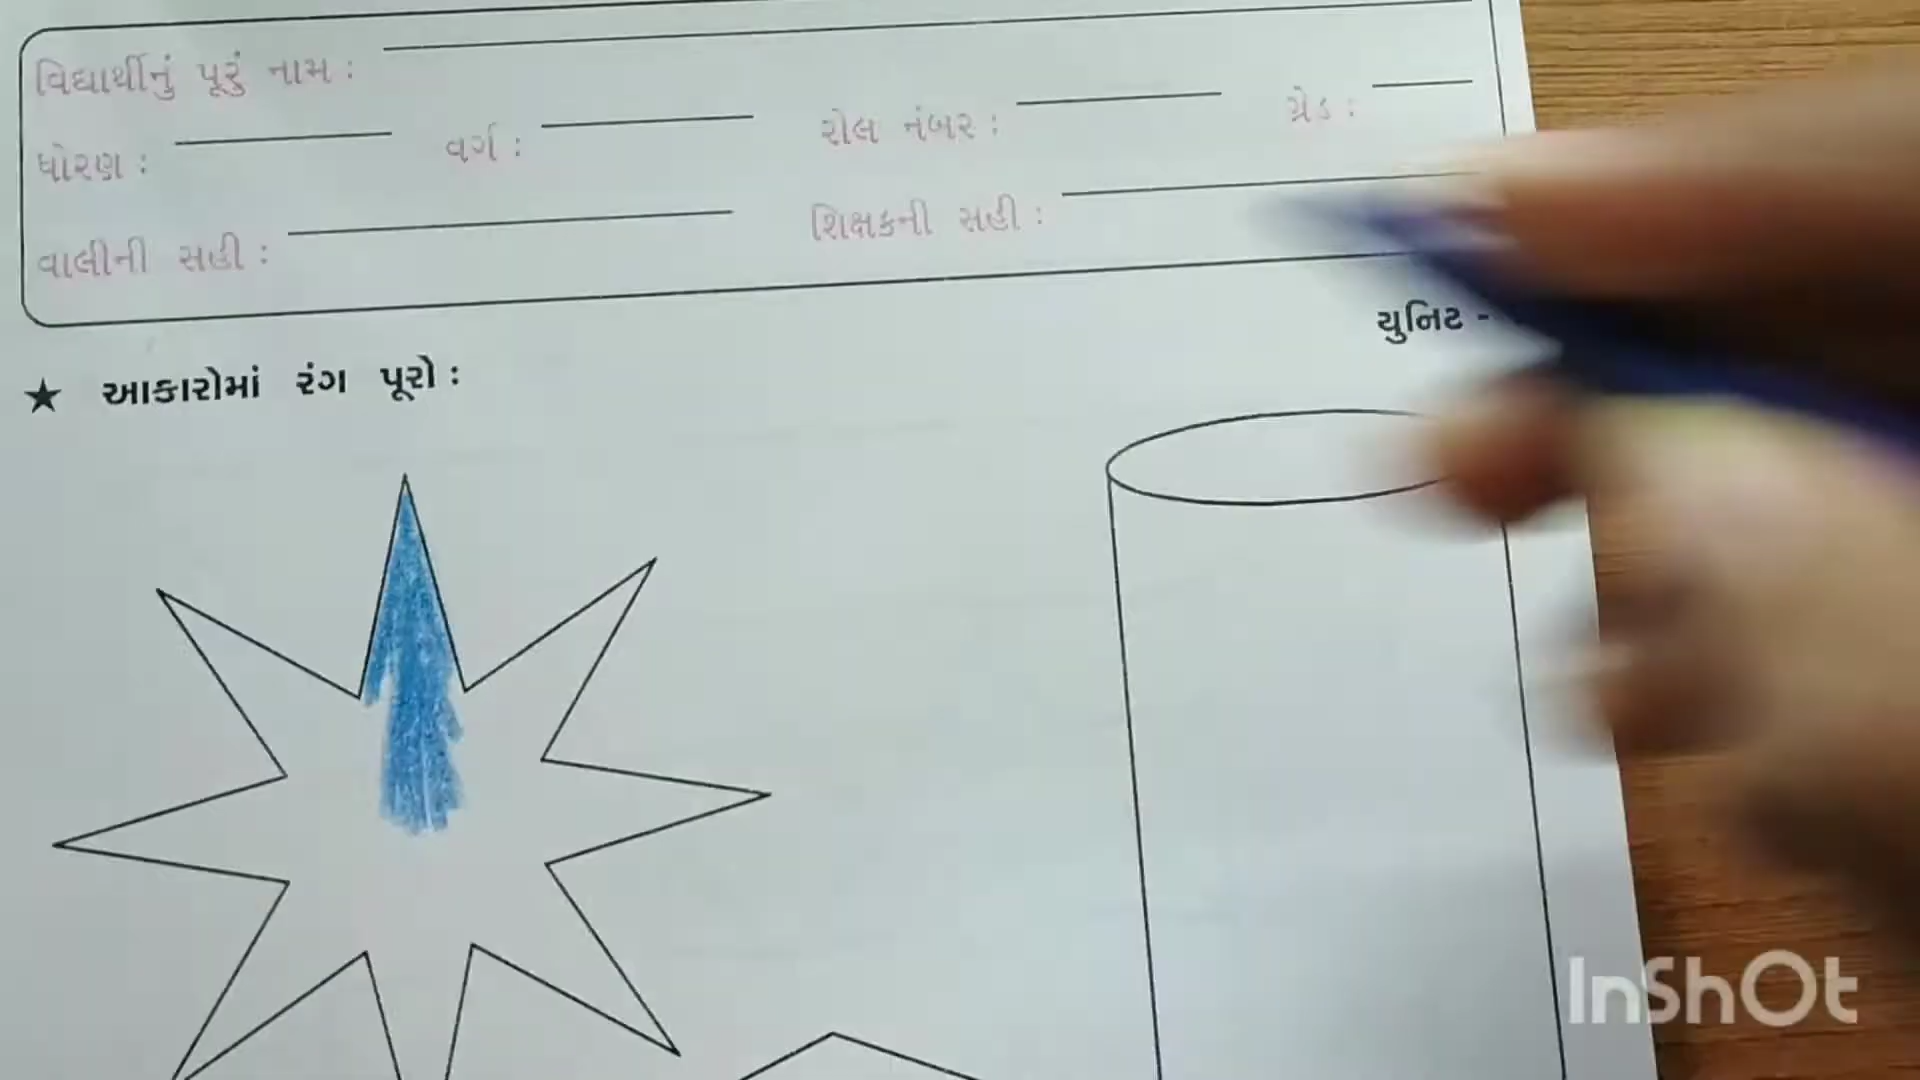 વિદ્યાર્થીનું પૂરું નામ :
ધોરણ : વર્ગ : રોલ નંબર : ગ્રેડ :
વાલીની સહી : શિક્ષકની સહી :
યુનિટ -
★ આકારોમાં રંગ પૂરો :
InShOt